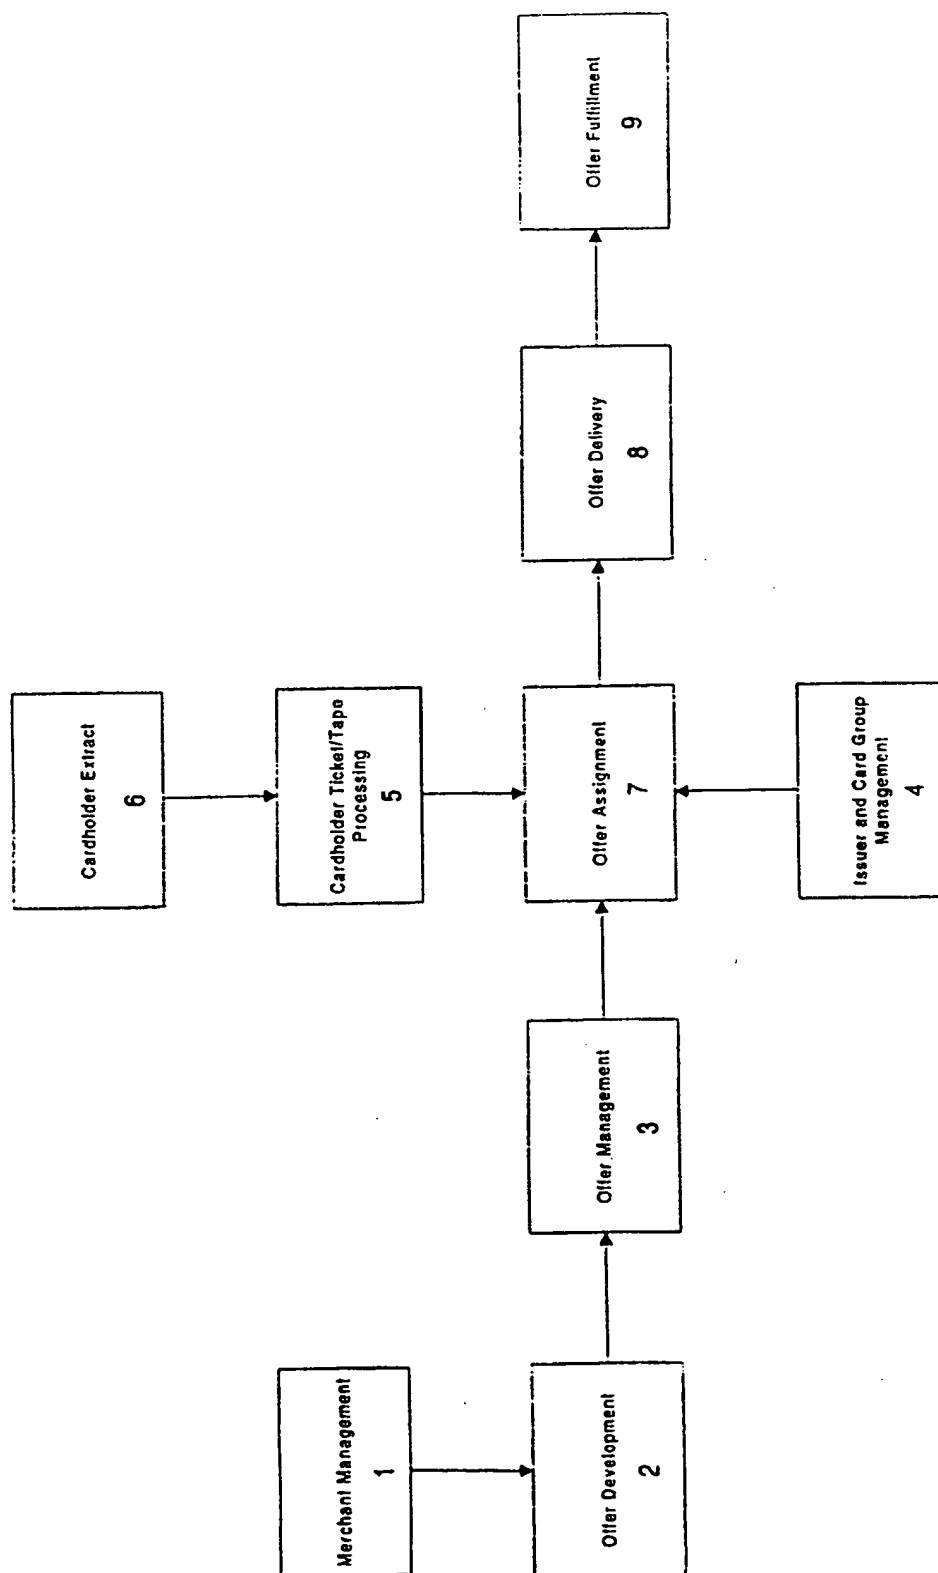 Merchant Management
1
Offer Development
2
Offer Management
3
Issuer and Card Group
Management
4
Cardholder Ticket/Tape
Processing
5
Cardholder Extract
6
Offer Assignment
7
Offer Delivery
8
Offer Fulfillment
9